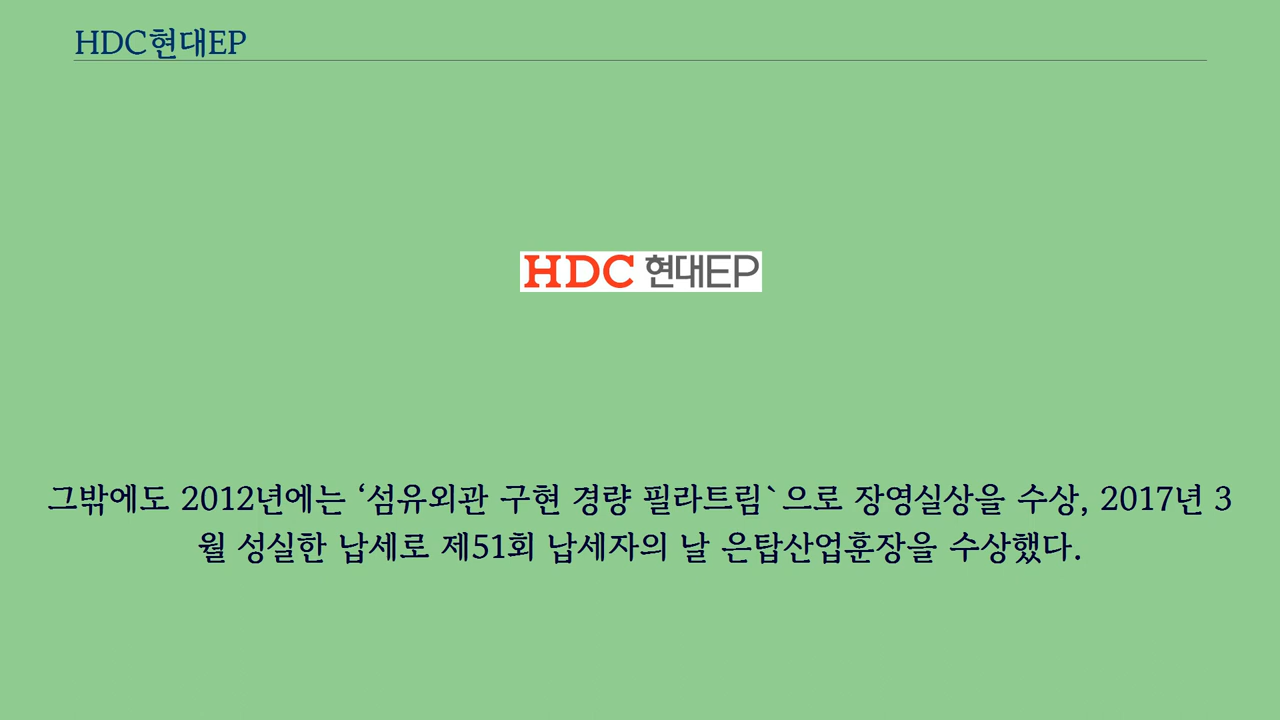 HDC현대EP
HDC 현대EP
그밖에도 2012년에는 ‘섬유외관 구현 경량 필라트림`으로 장영실상을 수상, 2017년 3
월 성실한 납세로 제51회 납세자의 날 은탑산업훈장을 수상했다.